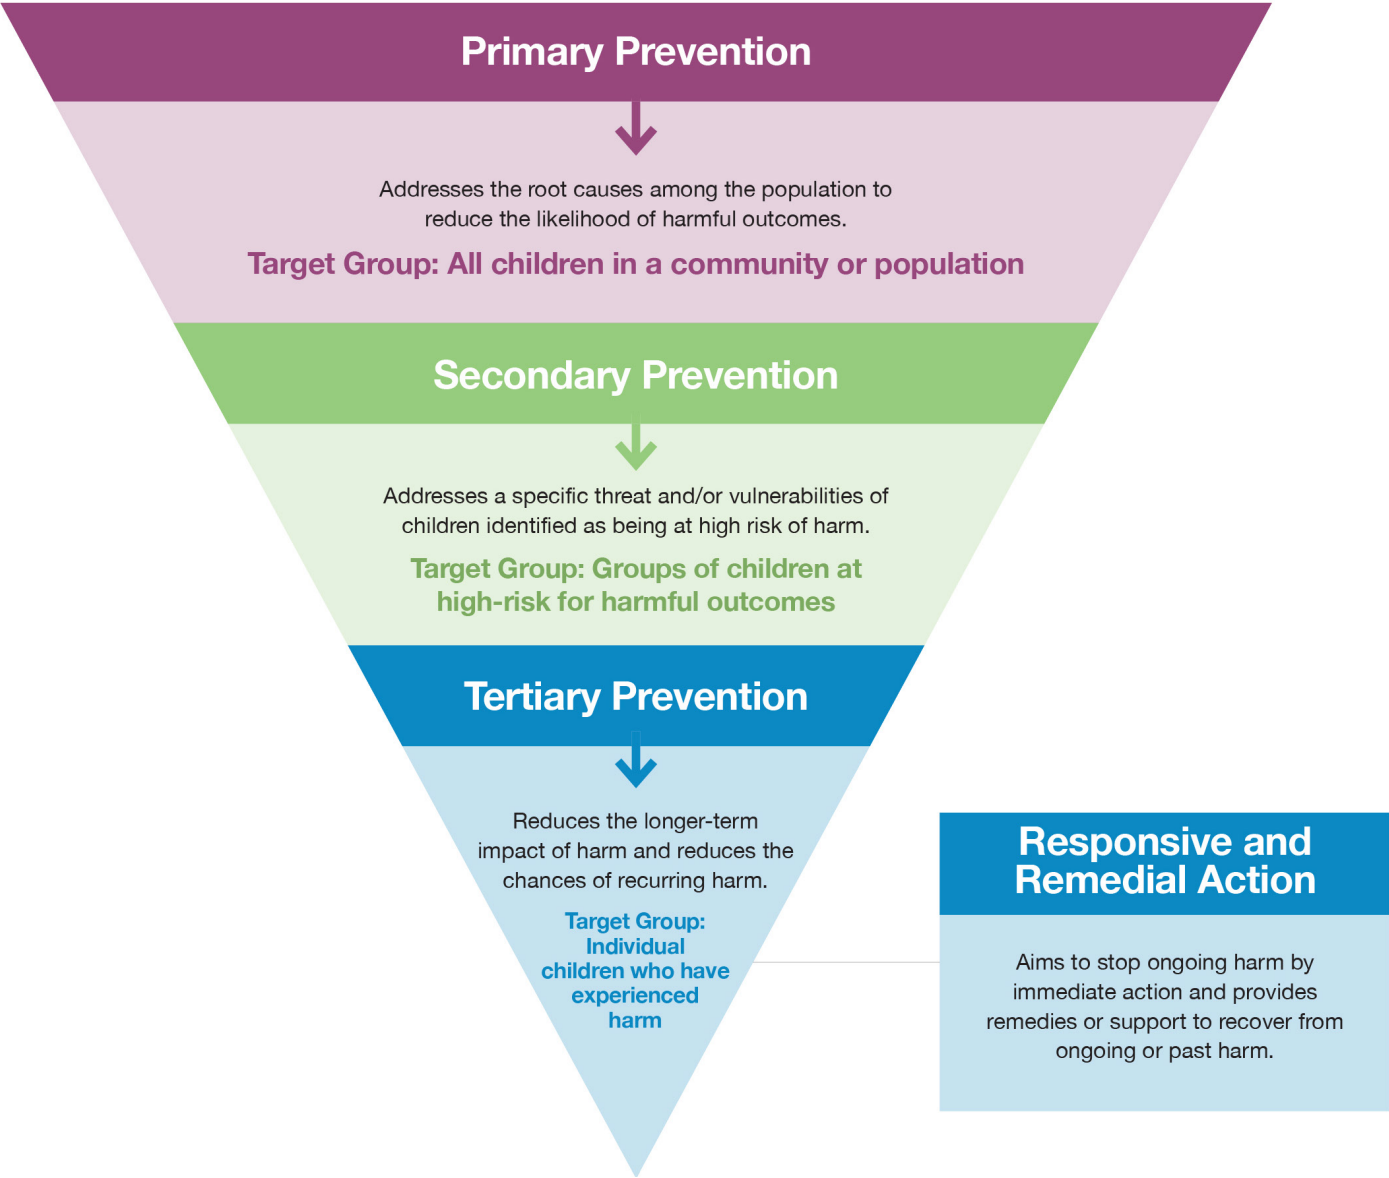 Primary Prevention
Addresses the root causes among the population to
reduce the likelihood of harmful outcomes.
Target Group: All children in a community or population
Secondary Prevention
Addresses a specific threat and/or vulnerabilities of
children identified as being at high risk of harm.
Target Group: Groups of children at
high-risk for harmful outcomes
Tertiary Prevention
Reduces the longer-term
impact of harm and reduces the
chances of recurring harm.
Target Group:
Individual
children who have
experienced
harm
Responsive and
Remedial Action
Aims to stop ongoing harm by
immediate action and provides
remedies or support to recover from
ongoing or past harm.